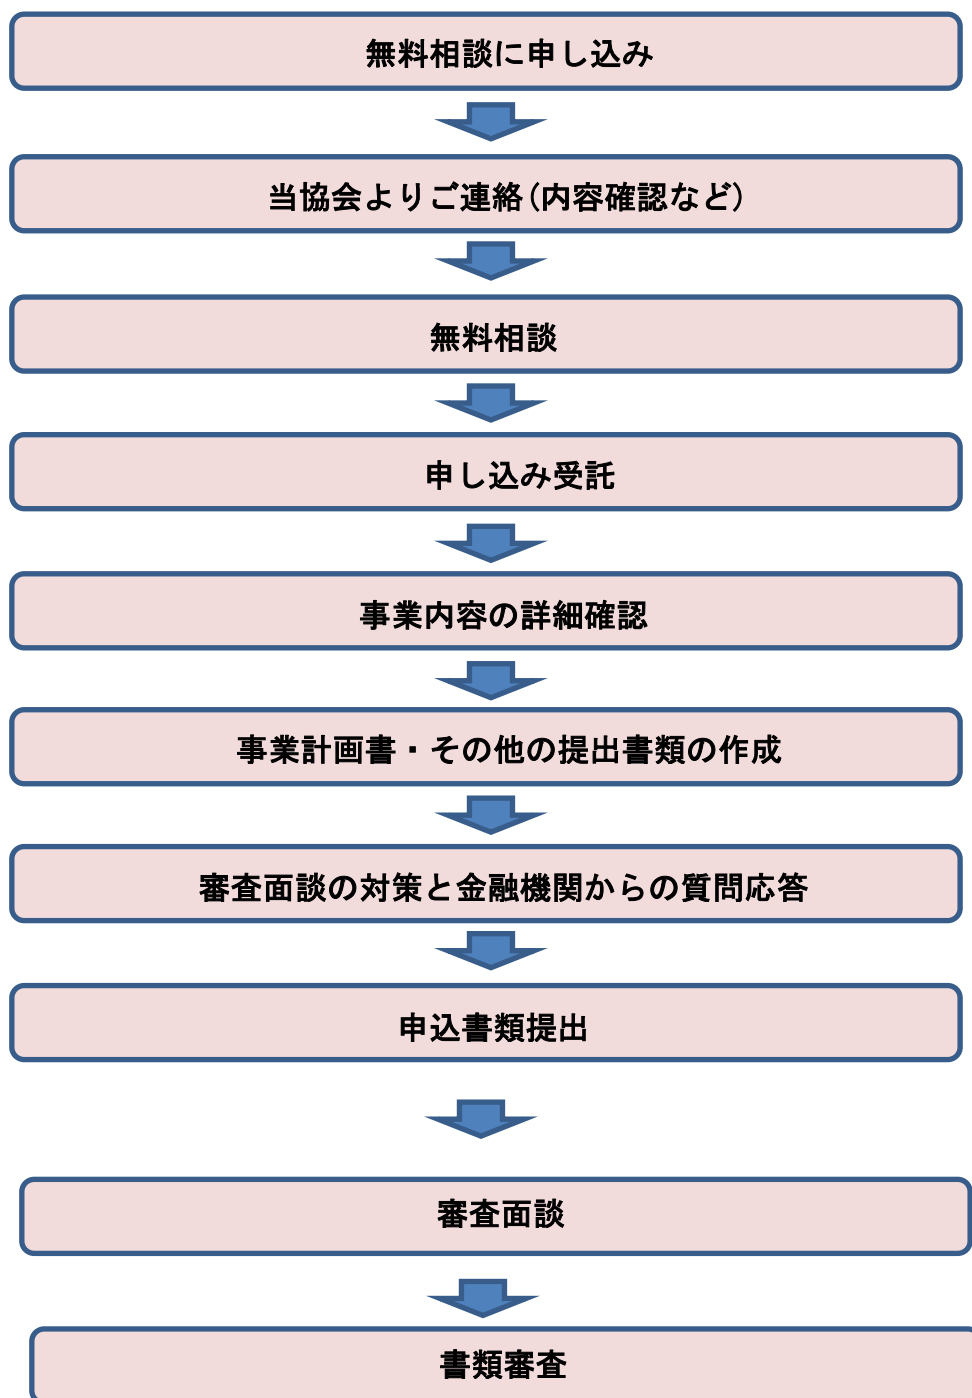 無料相談に申し込み
当協会よりご連絡(内容確認など)
無料相談
申し込み受託
事業内容の詳細確認
事業計画書・その他の提出書類の作成
審査面談の対策と金融機関からの質問応答
申込書類提出
審査面談
書類審査